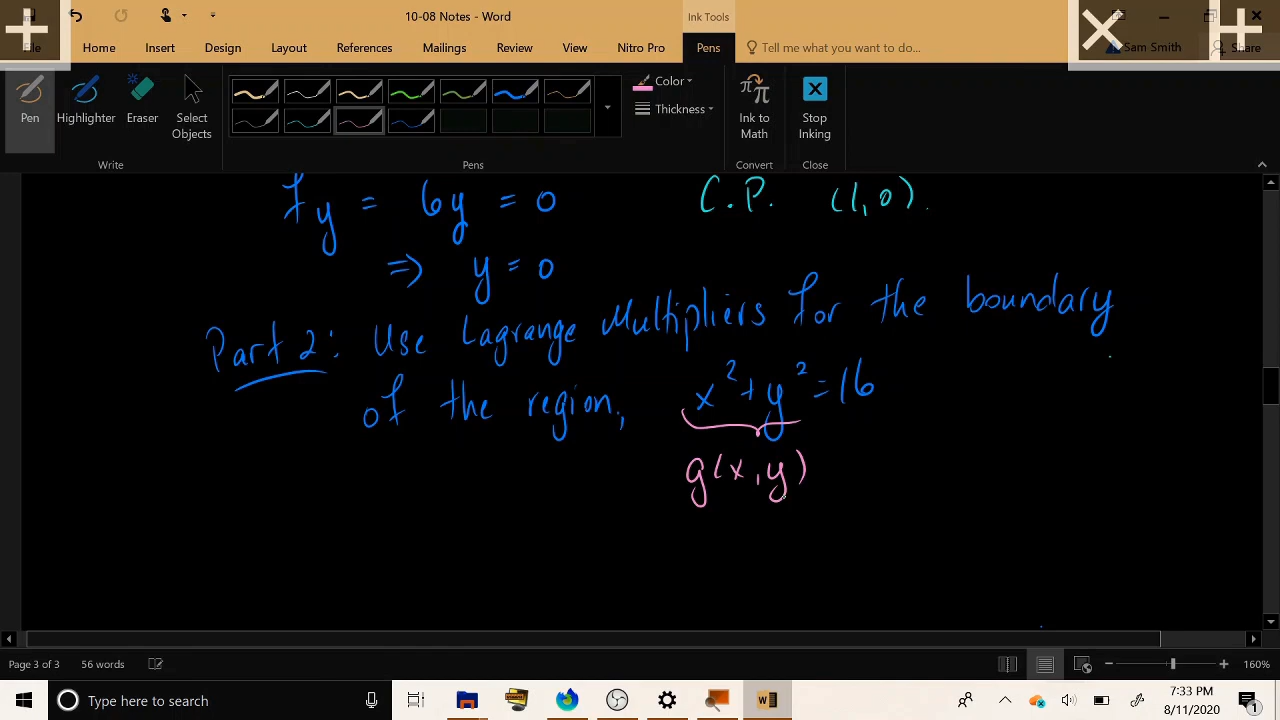 10-08 Notes - Word
Ink Tools
File Home Insert Design Layout References Mailings Review View Nitro Pro Pens Tell me what you want to do... Sam Smith Share
Color
Thickness
Pen Highlighter Eraser Select Objects
Ink to Math
Stop Inking
Write Pens Convert Close
fy = 6y = 0 C.P. (1,0).
⇒ y = 0
Part 2: Use Lagrange Multipliers for the boundary
of the region, x² + y² = 16
g(x,y)
Page 3 of 3 56 words 160%
Type here to search
7:33 PM
8/11/2020
1